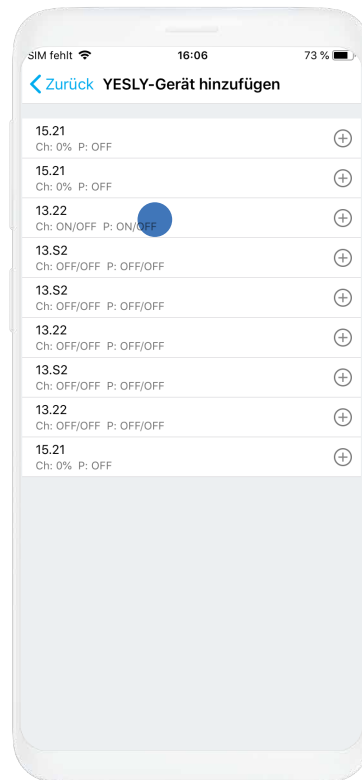 SIM fehlt 16:06 73 %
Zurück YESLY-Gerät hinzufügen
15.21
Ch: 0% P: OFF
15.21
Ch: 0% P: OFF
13.22
Ch: ON/OFF P: ON/OFF
13.S2
Ch: OFF/OFF P: OFF/OFF
13.S2
Ch: OFF/OFF P: OFF/OFF
13.22
Ch: OFF/OFF P: OFF/OFF
13.S2
Ch: OFF/OFF P: OFF/OFF
13.22
Ch: OFF/OFF P: OFF/OFF
15.21
Ch: 0% P: OFF